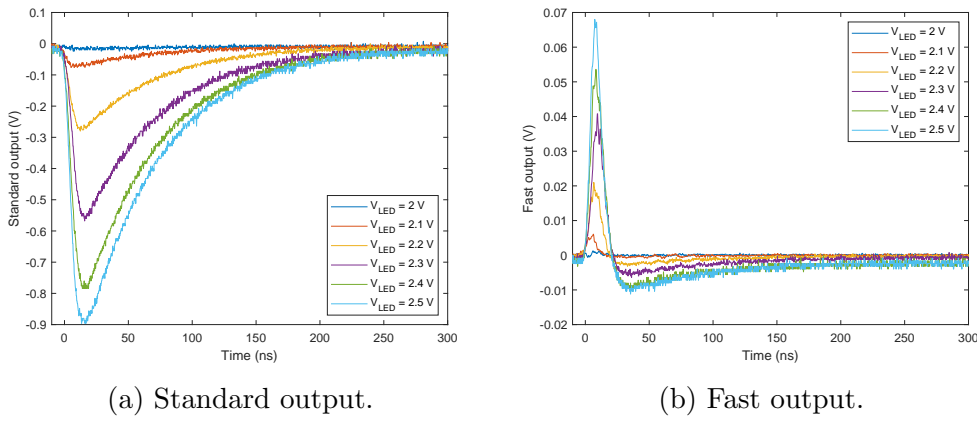 0.1
0
-0.1
-0.2
-0.3
-0.4
-0.5
-0.6
-0.7
-0.8
-0.9
Standard output (V)
V_LED = 2 V
V_LED = 2.1 V
V_LED = 2.2 V
V_LED = 2.3 V
V_LED = 2.4 V
V_LED = 2.5 V
0 50 100 150 200 250 300
Time (ns)
(a) Standard output.
0.07
0.06
0.05
0.04
0.03
0.02
0.01
0
-0.01
-0.02
Fast output (V)
V_LED = 2 V
V_LED = 2.1 V
V_LED = 2.2 V
V_LED = 2.3 V
V_LED = 2.4 V
V_LED = 2.5 V
0 50 100 150 200 250 300
Time (ns)
(b) Fast output.